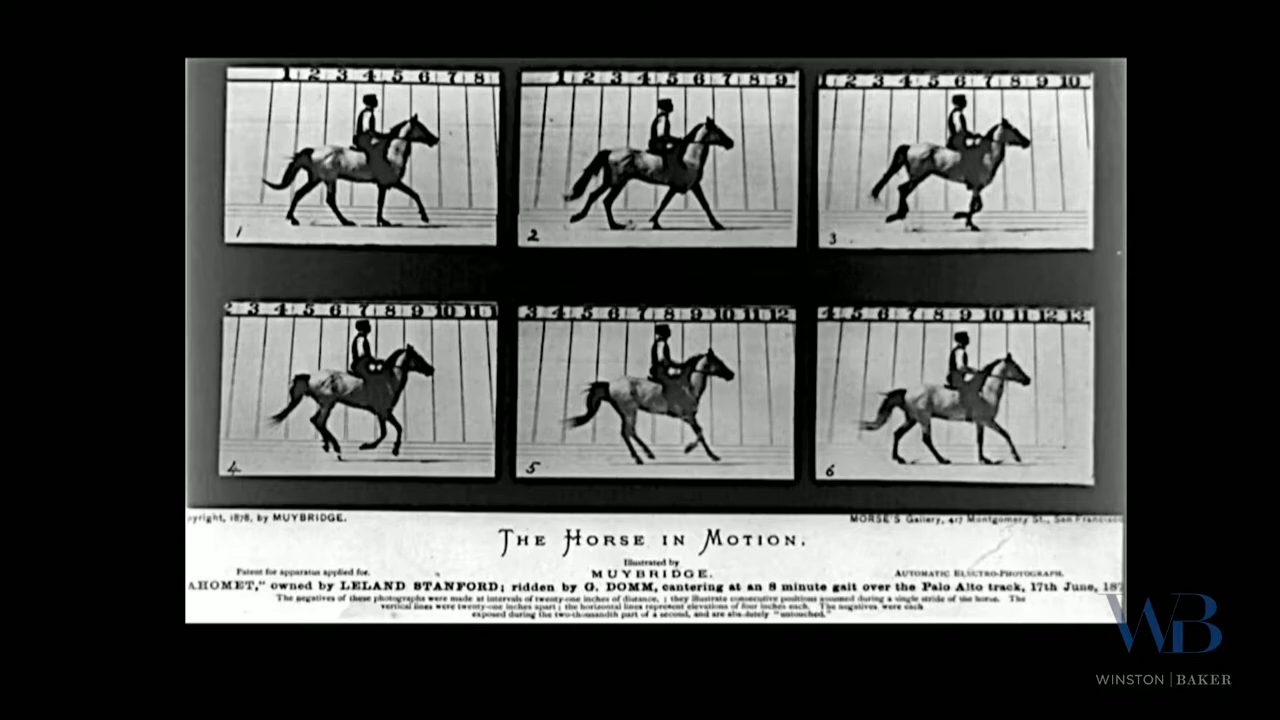 1 2 3 4 5 6 7 8
1 2 3 4 5 6 7 8 9
1 2 3 4 5 6 7 8 9 10
1
2
3
2 3 4 5 6 7 8 9 10 11 1
3 4 5 6 7 8 9 10 11 12
4 5 6 7 8 9 10 11 12 13
4
5
6
yright, 1878, by MUYBRIDGE.
MORSE'S Gallery, 417 Montgomery St., San Francisco
THE HORSE IN MOTION.
Illustrated by
MUYBRIDGE.
Patent for apparatus applied for.
AUTOMATIC ELECTRO-PHOTOGRAPH.
AHOMET," owned by LELAND STANFORD; ridden by G. DOMM, cantering at an 8 minute gait over the Palo Alto track, 17th June, 187
The negatives of these photographs were made at intervals of twenty-one inches of distance, ; they illustrate consecutive positions assumed during a single stride of the horse. The
vertical lines were twenty-one inches apart; the horizontal lines represent elevations of four inches each. The negatives were each
exposed during the two-thousandth part of a second, and are absolutely "untouched."
WB
WINSTON | BAKER